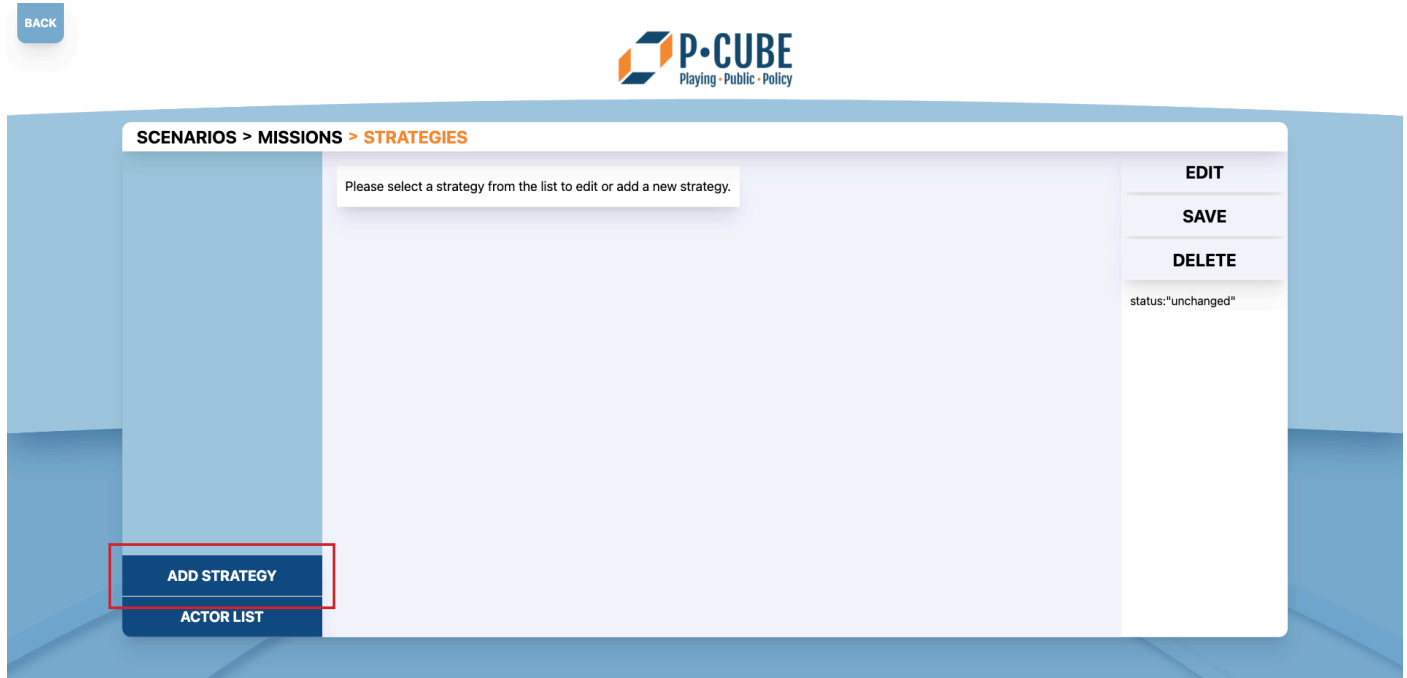 BACK
P•CUBE
Playing • Public • Policy
SCENARIOS > MISSIONS > STRATEGIES
Please select a strategy from the list to edit or add a new strategy.
EDIT
SAVE
DELETE
status:"unchanged"
ADD STRATEGY
ACTOR LIST